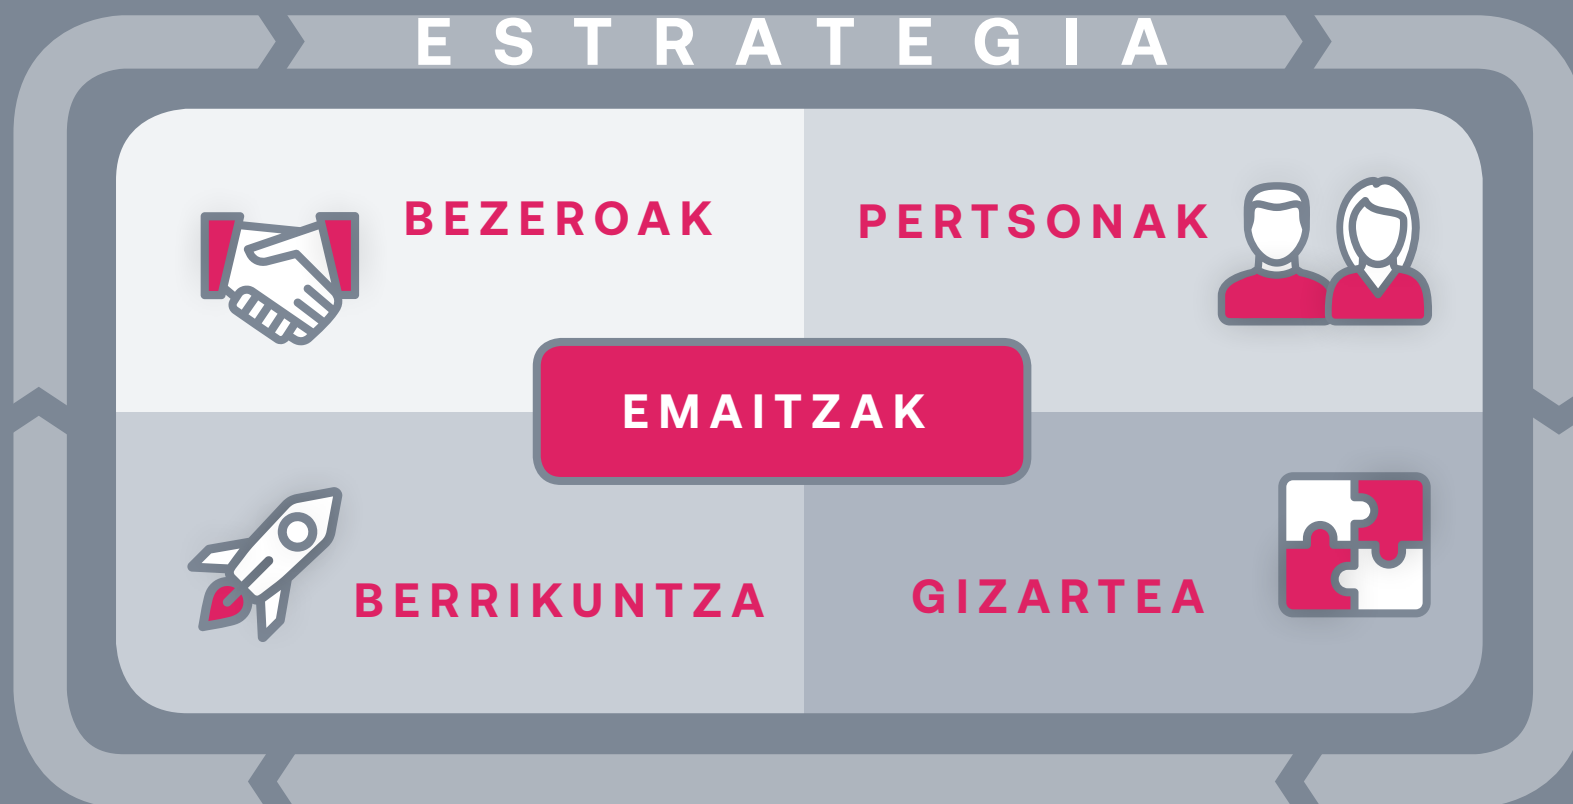 ESTRATEGIA
BEZEROAK
PERTSONAK
EMAITZAK
BERRIKUNTZA
GIZARTEA